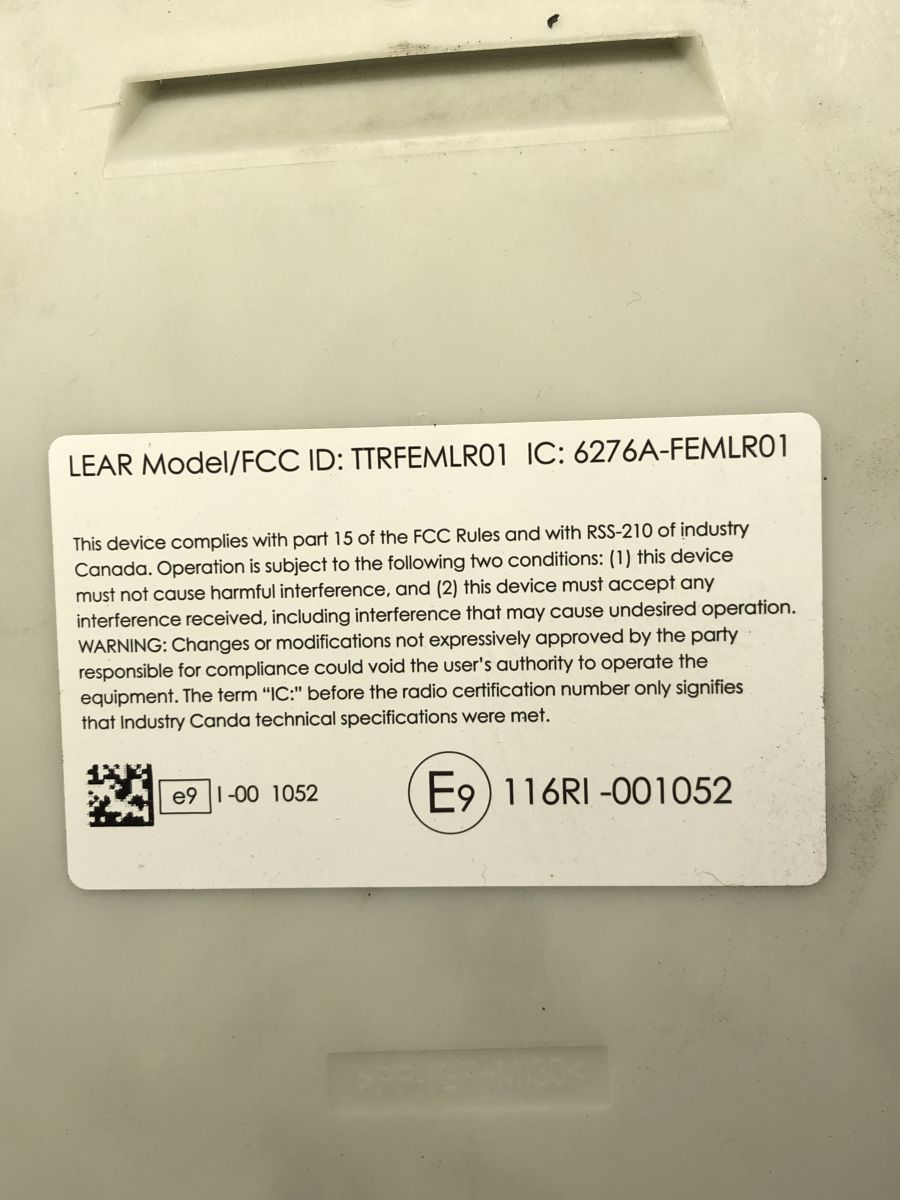 LEAR Model/FCC ID: TTRFEMLR01 IC: 6276A-FEMLR01
This device complies with part 15 of the FCC Rules and with RSS-210 of industry
Canada. Operation is subject to the following two conditions: (1) this device
must not cause harmful interference, and (2) this device must accept any
interference received, including interference that may cause undesired operation.
WARNING: Changes or modifications not expressively approved by the party
responsible for compliance could void the user's authority to operate the
equipment. The term "IC:" before the radio certification number only signifies
that Industry Canda technical specifications were met.
e9 I -00 1052
E9 116RI -001052